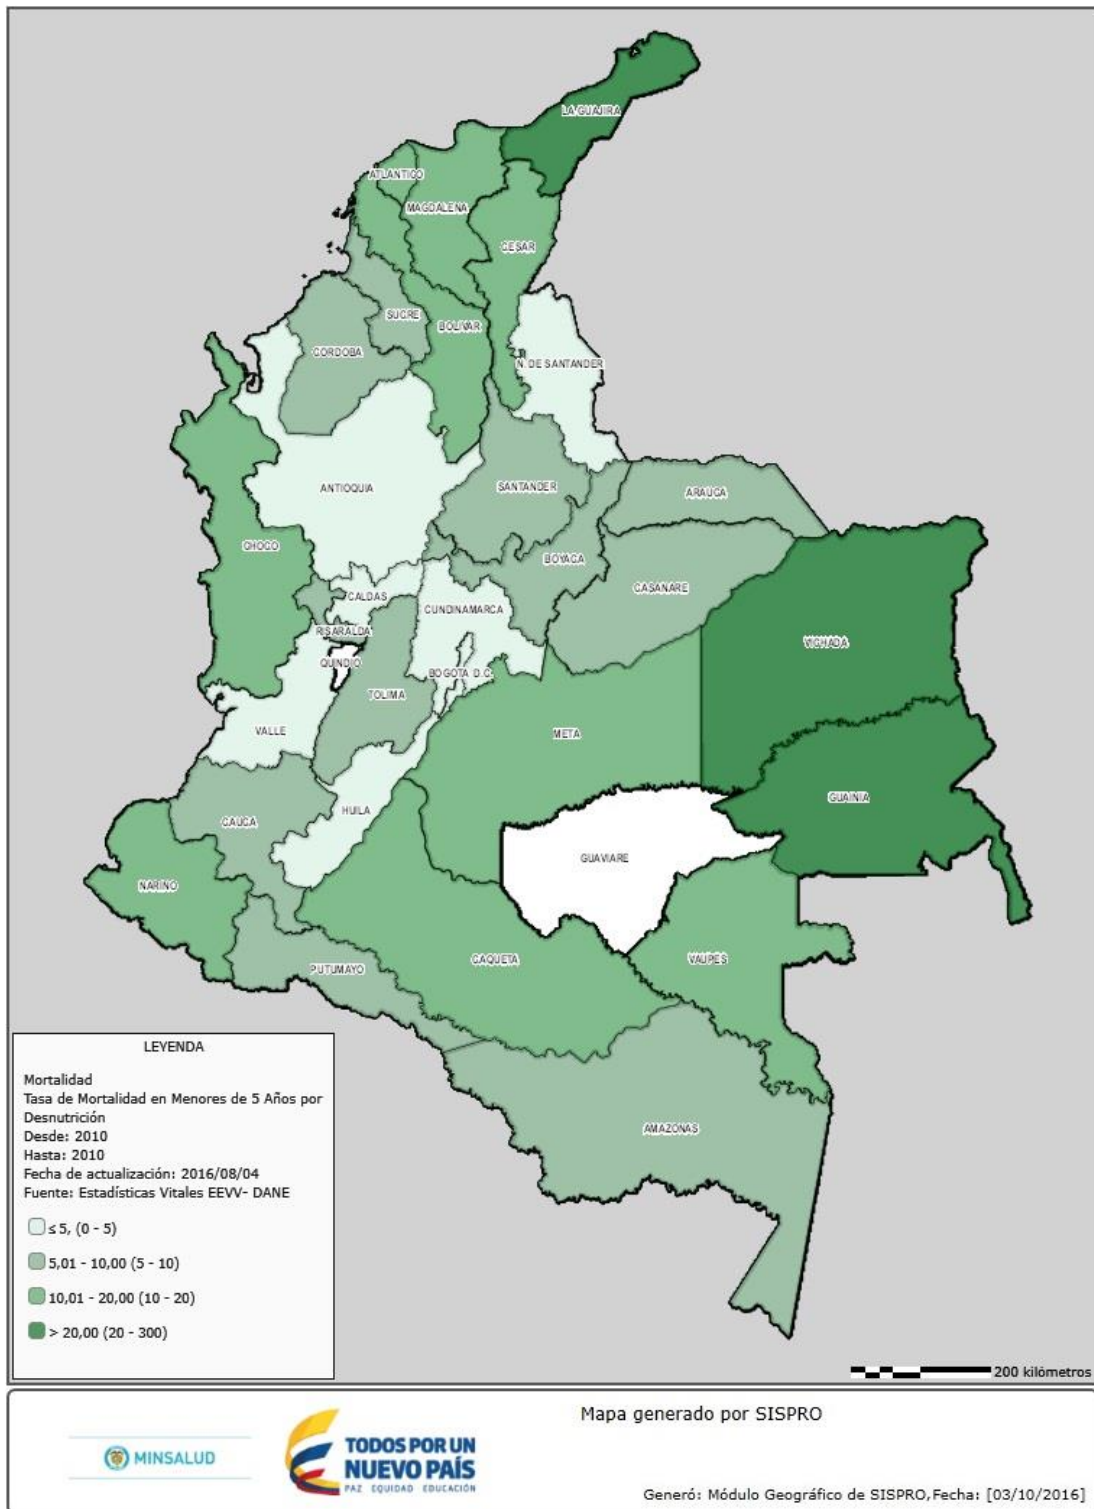 LA GUAJIRA
ATLANTICO
MAGDALENA
CESAR
SUCRE
BOLIVAR
CORDOBA
N. DE SANTANDER
ANTIOQUIA
SANTANDER
ARAUCA
CHOCO
BOYACA
CASANARE
CALDAS
CUNDINAMARCA
RISARALDA
QUINDIO
BOGOTA D.C.
TOLIMA
VICHADA
VALLE
META
HUILA
GUAINIA
CAUCA
GUAVIARE
NARIÑO
CAQUETA
VAUPES
PUTUMAYO
AMAZONAS
LEYENDA
Mortalidad
Tasa de Mortalidad en Menores de 5 Años por
Desnutrición
Desde: 2010
Hasta: 2010
Fecha de actualización: 2016/08/04
Fuente: Estadísticas Vitales EEVV- DANE
≤ 5, (0 - 5)
5,01 - 10,00 (5 - 10)
10,01 - 20,00 (10 - 20)
> 20,00 (20 - 300)
200 kilómetros
Mapa generado por SISPRO
MINSALUD
TODOS POR UN
NUEVO PAÍS
PAZ EQUIDAD EDUCACIÓN
Generó: Módulo Geográfico de SISPRO,Fecha: [03/10/2016]